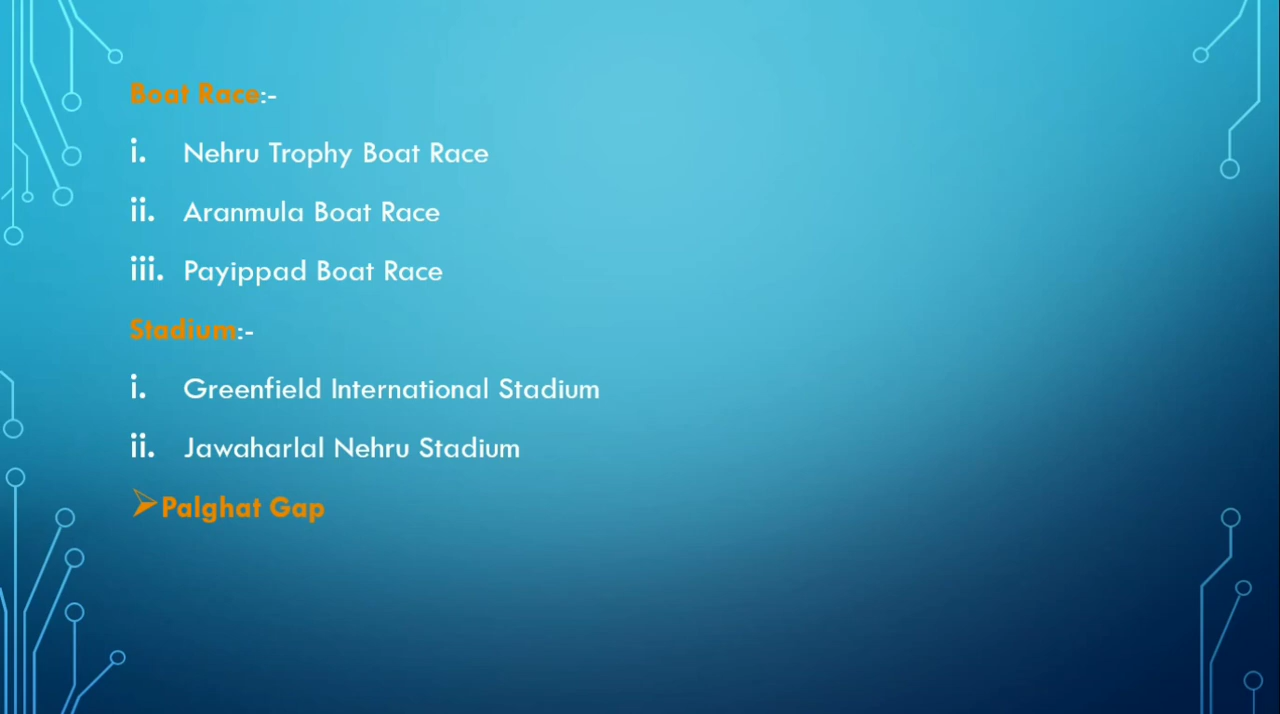 Boat Race:-
i. Nehru Trophy Boat Race
ii. Aranmula Boat Race
iii. Payippad Boat Race
Stadium:-
i. Greenfield International Stadium
ii. Jawaharlal Nehru Stadium
➢Palghat Gap